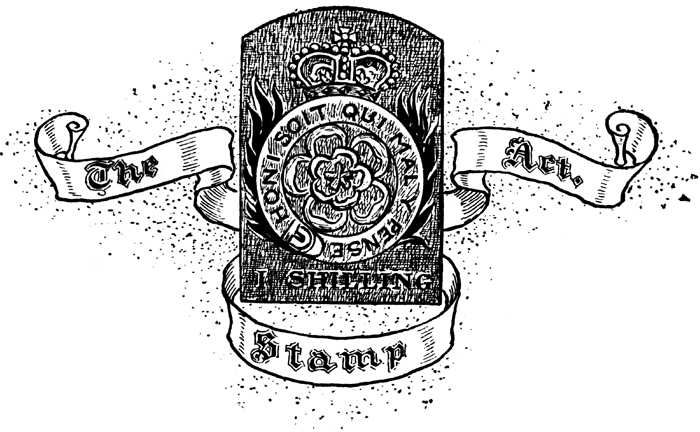 The
Stamp
Act.
HONI SOIT QUI MAL Y PENSE
1 SHILLING